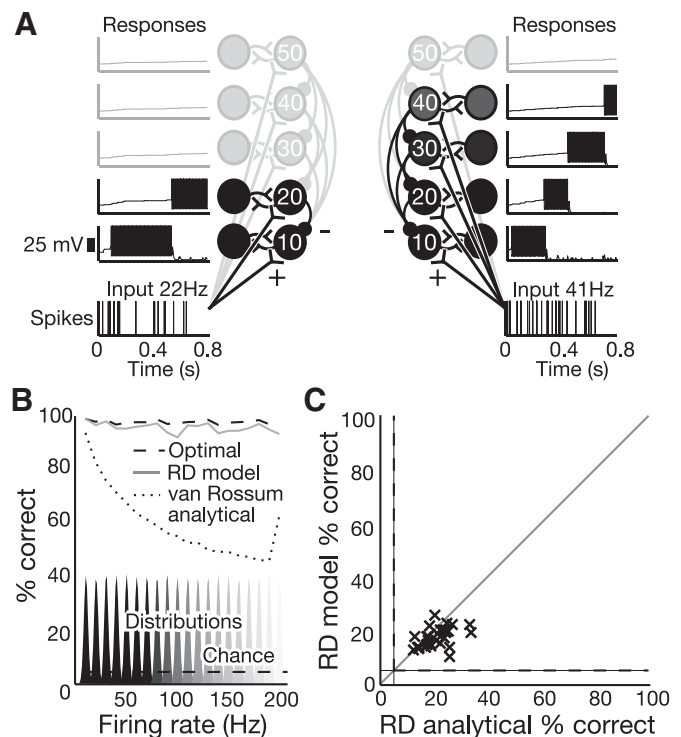 A
Responses
Responses
50
40
30
20
10
25 mV
Input 22Hz
Spikes
0 0.4 0.8
Time (s)
+
-
50
40
30
20
10
-
+
Input 41Hz
0 0.4 0.8
Time (s)
B
100
80
60
40
20
0
% correct
Optimal
RD model
van Rossum
analytical
Distributions
Chance
50 100 150 200
Firing rate (Hz)
C
100
80
60
40
20
0
RD model % correct
0 20 40 60 80 100
RD analytical % correct